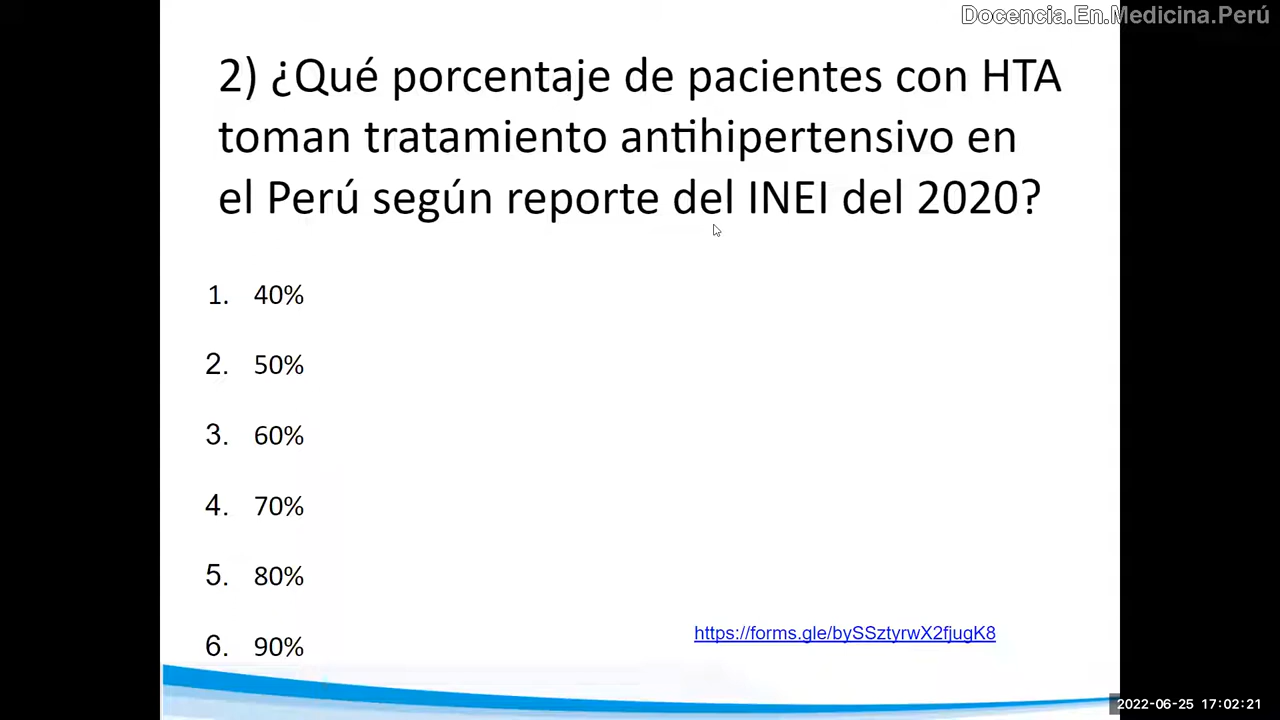 Docencia.En.Medicina.Perú
2) ¿Qué porcentaje de pacientes con HTA
toman tratamiento antihipertensivo en
el Perú según reporte del INEI del 2020?
1. 40%
2. 50%
3. 60%
4. 70%
5. 80%
6. 90%
https://forms.gle/bySSztyrwX2fjugK8
2022-06-25 17:02:21